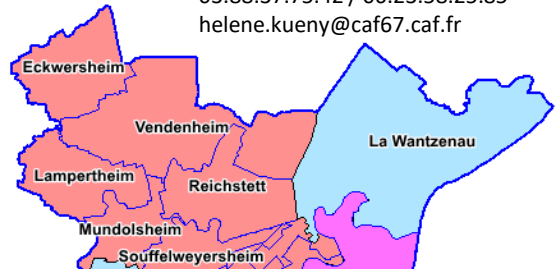 helene.kueny@caf67.caf.fr
Eckwersheim
Vendenheim
La Wantzenau
Lampertheim
Reichstett
Mundolsheim
Souffelweyersheim